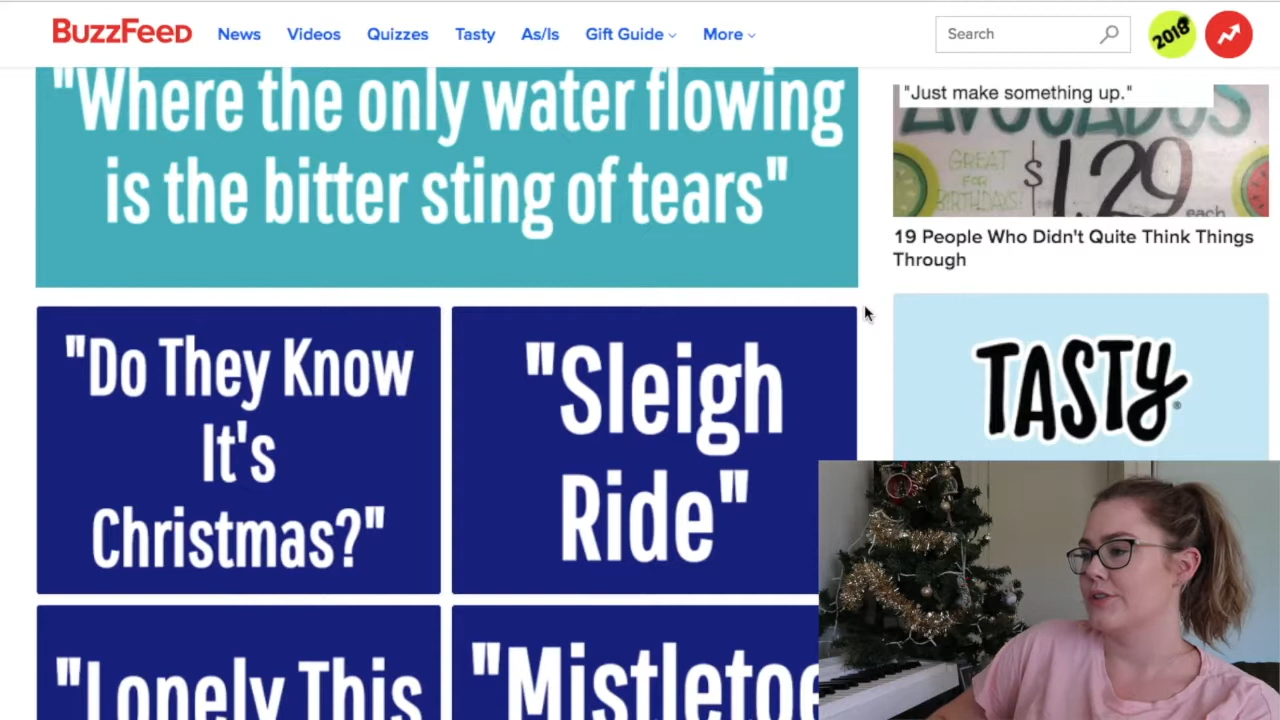 BuzzFeed News Videos Quizzes Tasty As/Is Gift Guide More Search 2018
"Where the only water flowing
is the bitter sting of tears"
"Do They Know
It's
Christmas?"
"Sleigh
Ride"
"Lonely This
"Mistletoe
"Just make something up."
AVOCADOS
GREAT
FOR
BIRTHDAYS!
$1.29
each
19 People Who Didn't Quite Think Things
Through
TASTY